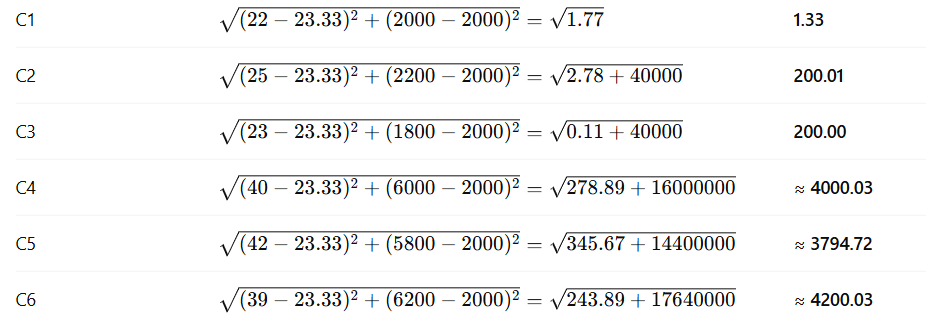 C1 √((22 − 23.33)² + (2000 − 2000)²) = √1.77 1.33
C2 √((25 − 23.33)² + (2200 − 2000)²) = √(2.78 + 40000) 200.01
C3 √((23 − 23.33)² + (1800 − 2000)²) = √(0.11 + 40000) 200.00
C4 √((40 − 23.33)² + (6000 − 2000)²) = √(278.89 + 16000000) ≈ 4000.03
C5 √((42 − 23.33)² + (5800 − 2000)²) = √(345.67 + 14400000) ≈ 3794.72
C6 √((39 − 23.33)² + (6200 − 2000)²) = √(243.89 + 17640000) ≈ 4200.03